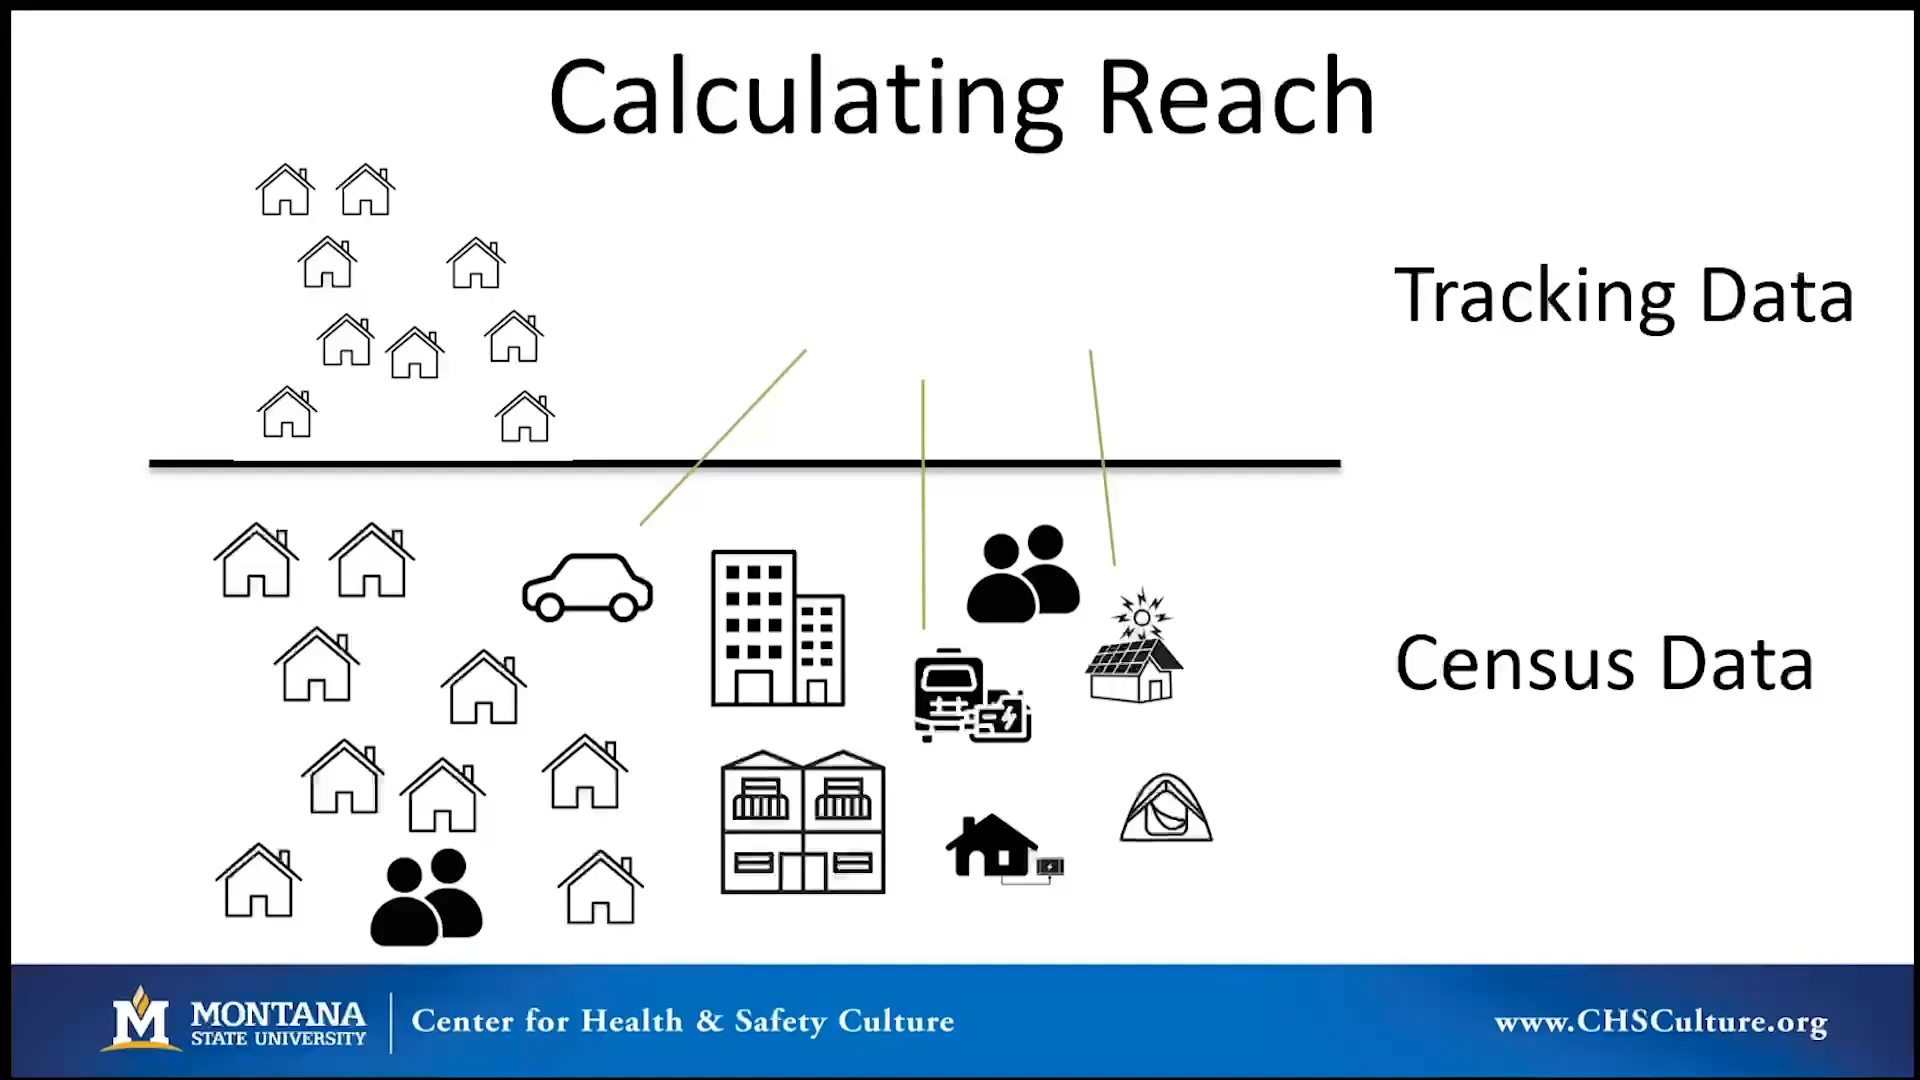 Calculating Reach
Tracking Data
Census Data
M MONTANA
STATE UNIVERSITY
Center for Health & Safety Culture
www.CHSCulture.org